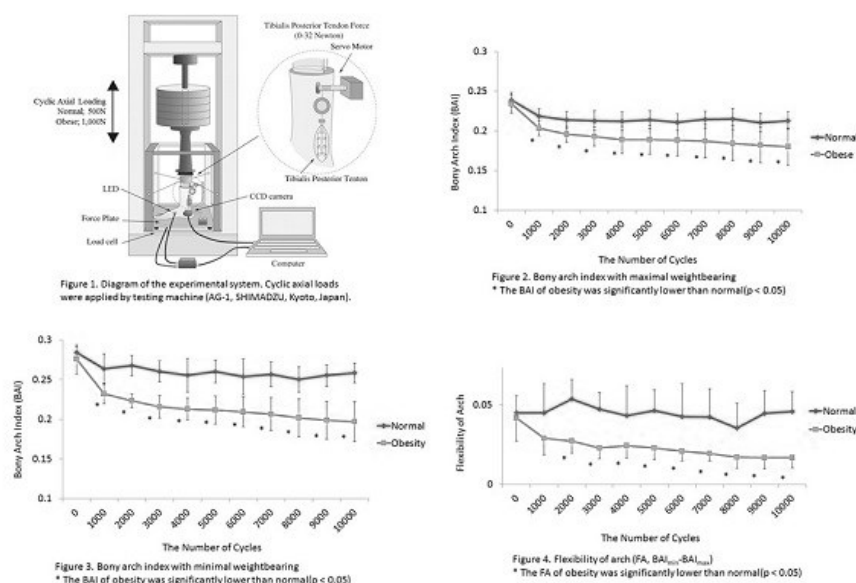 Tibialis Posterior Tendon Force
(0-32 Newton)
Servo Motor
Cyclic Axial Loading
Normal; 500N
Obese; 1,000N
Tibialis Posterior Tenton
LED
CCD camera
Force Plate
Load cell
Computer
Figure 1. Diagram of the experimental system. Cyclic axial loads
were applied by testing machine (AG-1, SHIMADZU, Kyoto, Japan).
Bony Arch Index (BAI)
0.3
0.25
0.2
0.15
0.1
* * * * * * * * * *
Normal
Obese
0 1000 2000 3000 4000 5000 6000 7000 8000 9000 10000
The Number of Cycles
Figure 2. Bony arch index with maximal weightbearing
* The BAI of obesity was significantly lower than normal(p < 0.05)
Bony Arch Index (BAI)
0.3
0.25
0.2
0.15
0.1
* * * * * * * * * *
Normal
Obesity
0 1000 2000 3000 4000 5000 6000 7000 8000 9000 10000
The Number of Cycles
Figure 3. Bony arch index with minimal weightbearing
* The BAI of obesity was significantly lower than normal(p < 0.05)
Flexibility of Arch
0.05
0
* * * * * * * * *
Normal
Obesity
0 1000 2000 3000 4000 5000 6000 7000 8000 9000 10000
The Number of Cycles
Figure 4. Flexibility of arch (FA, BAImin-BAImax)
* The FA of obesity was significantly lower than normal(p < 0.05)